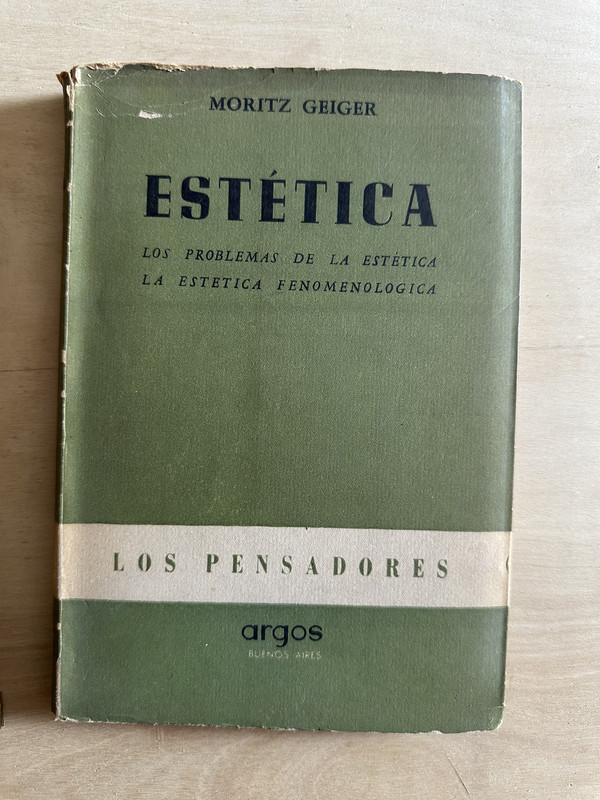 MORITZ GEIGER
ESTÉTICA
LOS PROBLEMAS DE LA ESTÉTICA
LA ESTETICA FENOMENOLOGICA
LOS PENSADORES
argos
BUENOS AIRES